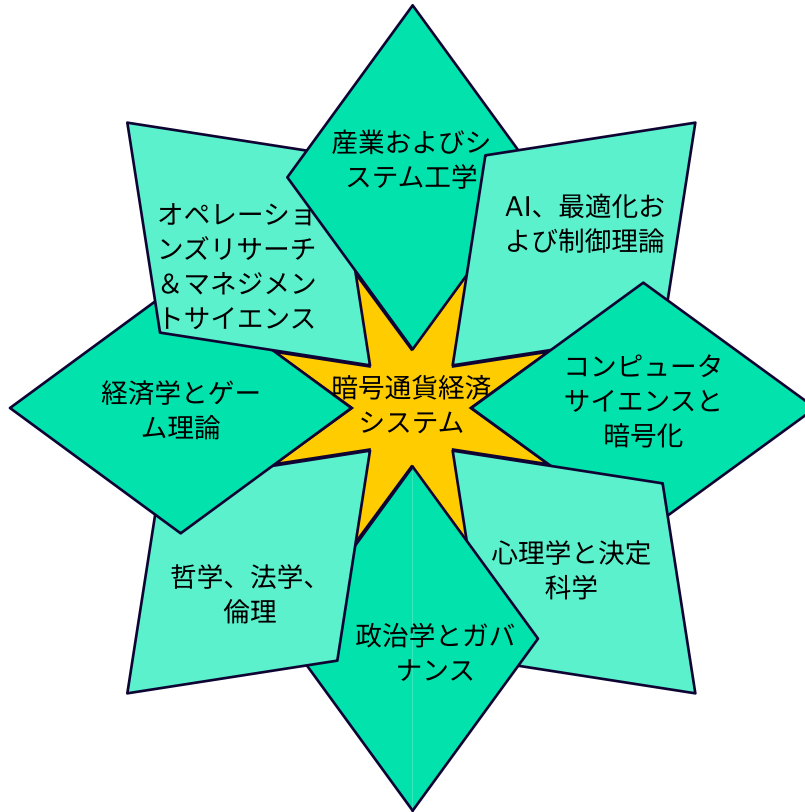 産業およびシ
ステム工学
オペレーショ
ンズリサーチ
＆マネジメン
トサイエンス
AI、最適化お
よび制御理論
経済学とゲー
ム理論
暗号通貨経済
システム
コンピュータ
サイエンスと
暗号化
哲学、法学、
倫理
心理学と決定
科学
政治学とガバ
ナンス